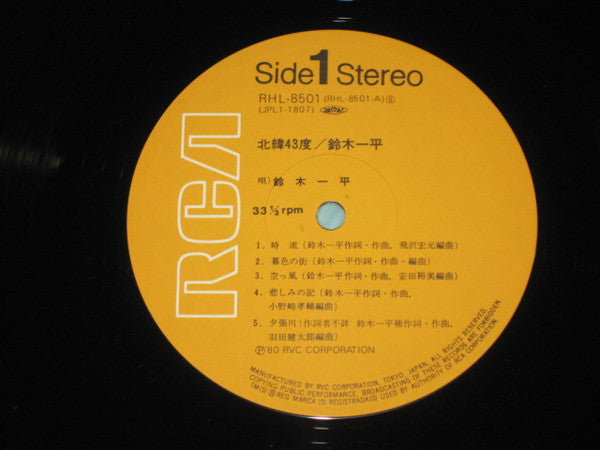 RCA
Side 1 Stereo
RHL-8501 (RHL-8501-A) Ⓢ
(JPL1-1807)
北緯43度／鈴木一平
唄) 鈴木一平
33⅓ rpm
1. 時 流 (鈴木一平作詞・作曲, 飛沢宏元編曲)
2. 暮色の街 (鈴木一平作詞・作曲・編曲)
3. 空っ風 (鈴木一平作詞・作曲, 安田裕美編曲)
4. 悲しみの記 (鈴木一平作詞・作曲,
小野崎孝輔編曲)
5. 夕張川 (作詞者不詳 鈴木一平補作詞・作曲,
羽田健太郎編曲)
Ⓟ'80 RVC CORPORATION
MANUFACTURED BY RVC CORPORATION, TOKYO, JAPAN, ALL RIGHTS RESERVED.
COPYING PUBLIC PERFORMANCE, BROADCASTING OF THESE RECORDS ARE FORBIDDEN.
TM(S) Ⓡ REG MARCA (S) REGISTRADA(S) USED BY AUTHORITY OF RCA CORPORATION.